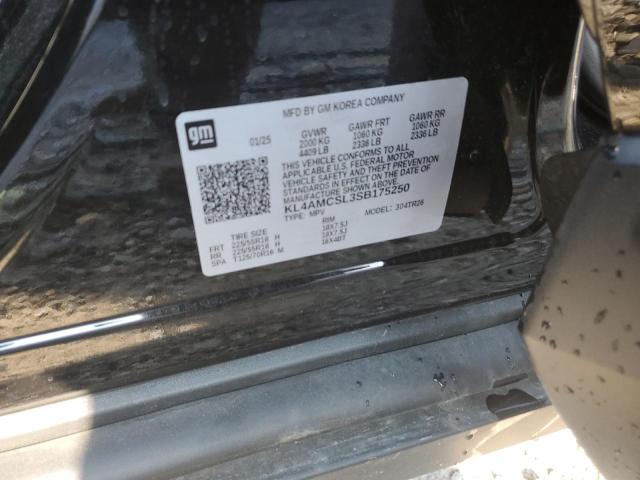 MFD BY GM KOREA COMPANY
gm
01/25 GVWR GAWR FRT GAWR RR
2000 KG 1060 KG 1060 KG
4409 LB 2336 LB 2336 LB
THIS VEHICLE CONFORMS TO ALL
APPLICABLE U.S. FEDERAL MOTOR
VEHICLE SAFETY AND THEFT PREVENTION
STANDARDS IN EFFECT ON THE DATE OF
MANUFACTURE SHOWN ABOVE.
KL4AMCSL3SB175250
TYPE: MPV MODEL: 304TR26
TIRE SIZE RIM
FRT 225/55R18 H 18X7.5J
RR 225/55R18 H 18X7.5J
SPA T125/70R16 M 16X4BT